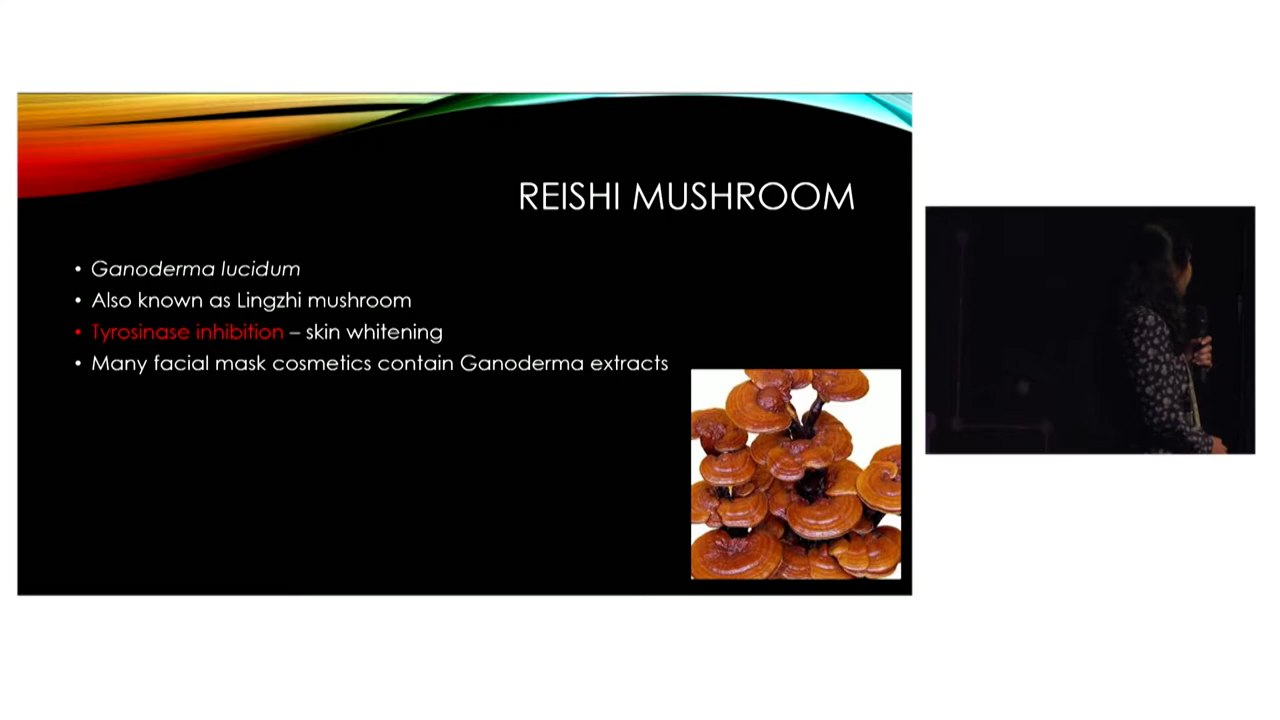 REISHI MUSHROOM
• Ganoderma lucidum
• Also known as Lingzhi mushroom
• Tyrosinase inhibition – skin whitening
• Many facial mask cosmetics contain Ganoderma extracts